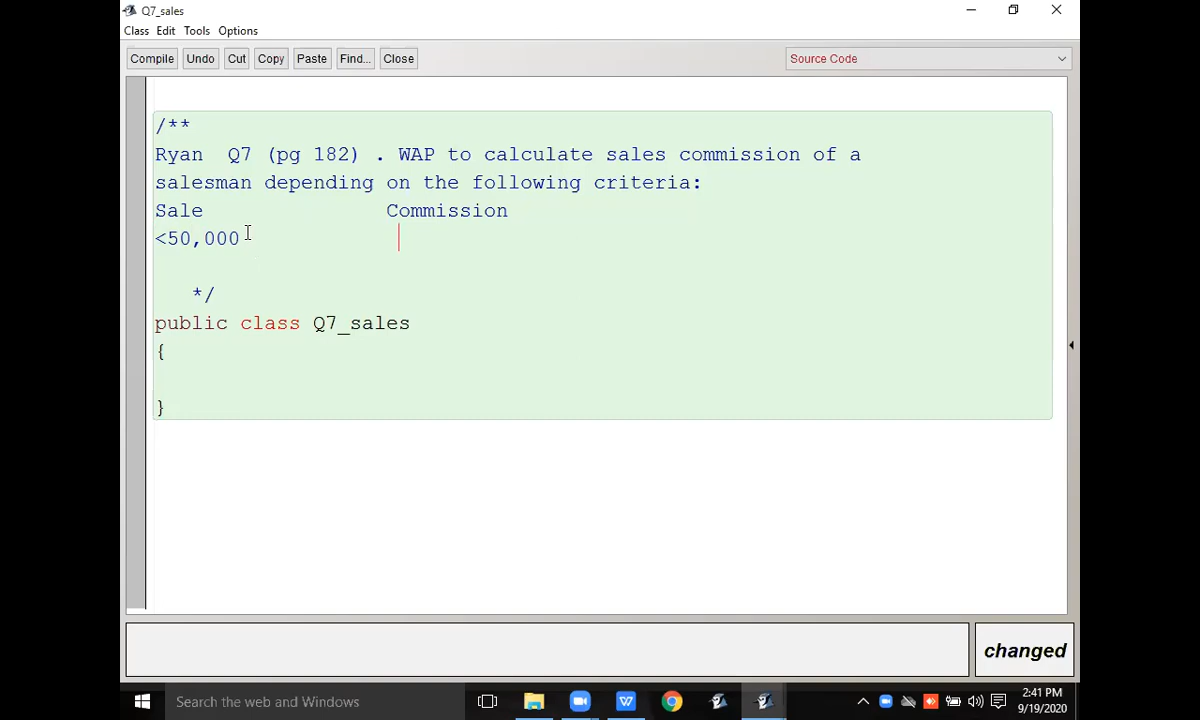 Q7_sales
Class Edit Tools Options
Compile Undo Cut Copy Paste Find... Close Source Code
/**
Ryan Q7 (pg 182) . WAP to calculate sales commission of a
salesman depending on the following criteria:
Sale Commission
<50,000
*/
public class Q7_sales
{
}
changed
Search the web and Windows
2:41 PM
9/19/2020